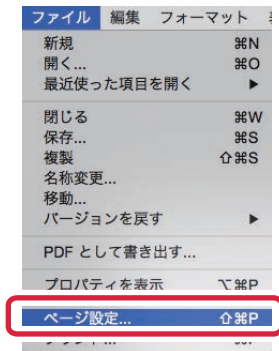 ファイル 編集 フォーマット
新規 ⌘N
開く... ⌘O
最近使った項目を開く ▶
閉じる ⌘W
保存... ⌘S
複製 ⇧⌘S
名称変更...
移動...
バージョンを戻す ▶
PDF として書き出す...
プロパティを表示 ⌥⌘P
ページ設定... ⇧⌘P